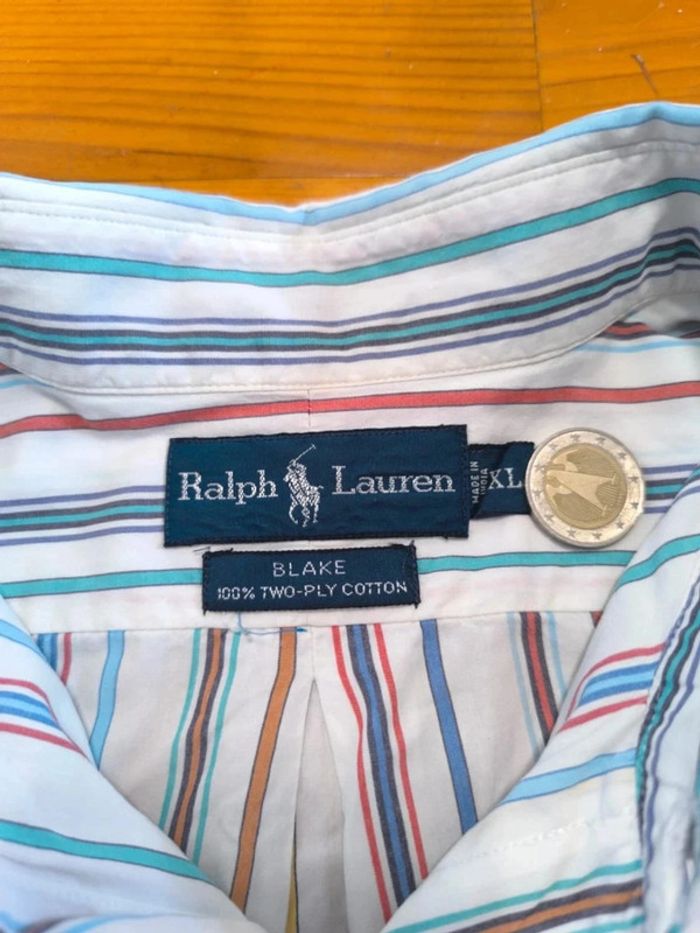 Ralph Lauren
MADE IN
INDIA
XL
BLAKE
100% TWO-PLY COTTON